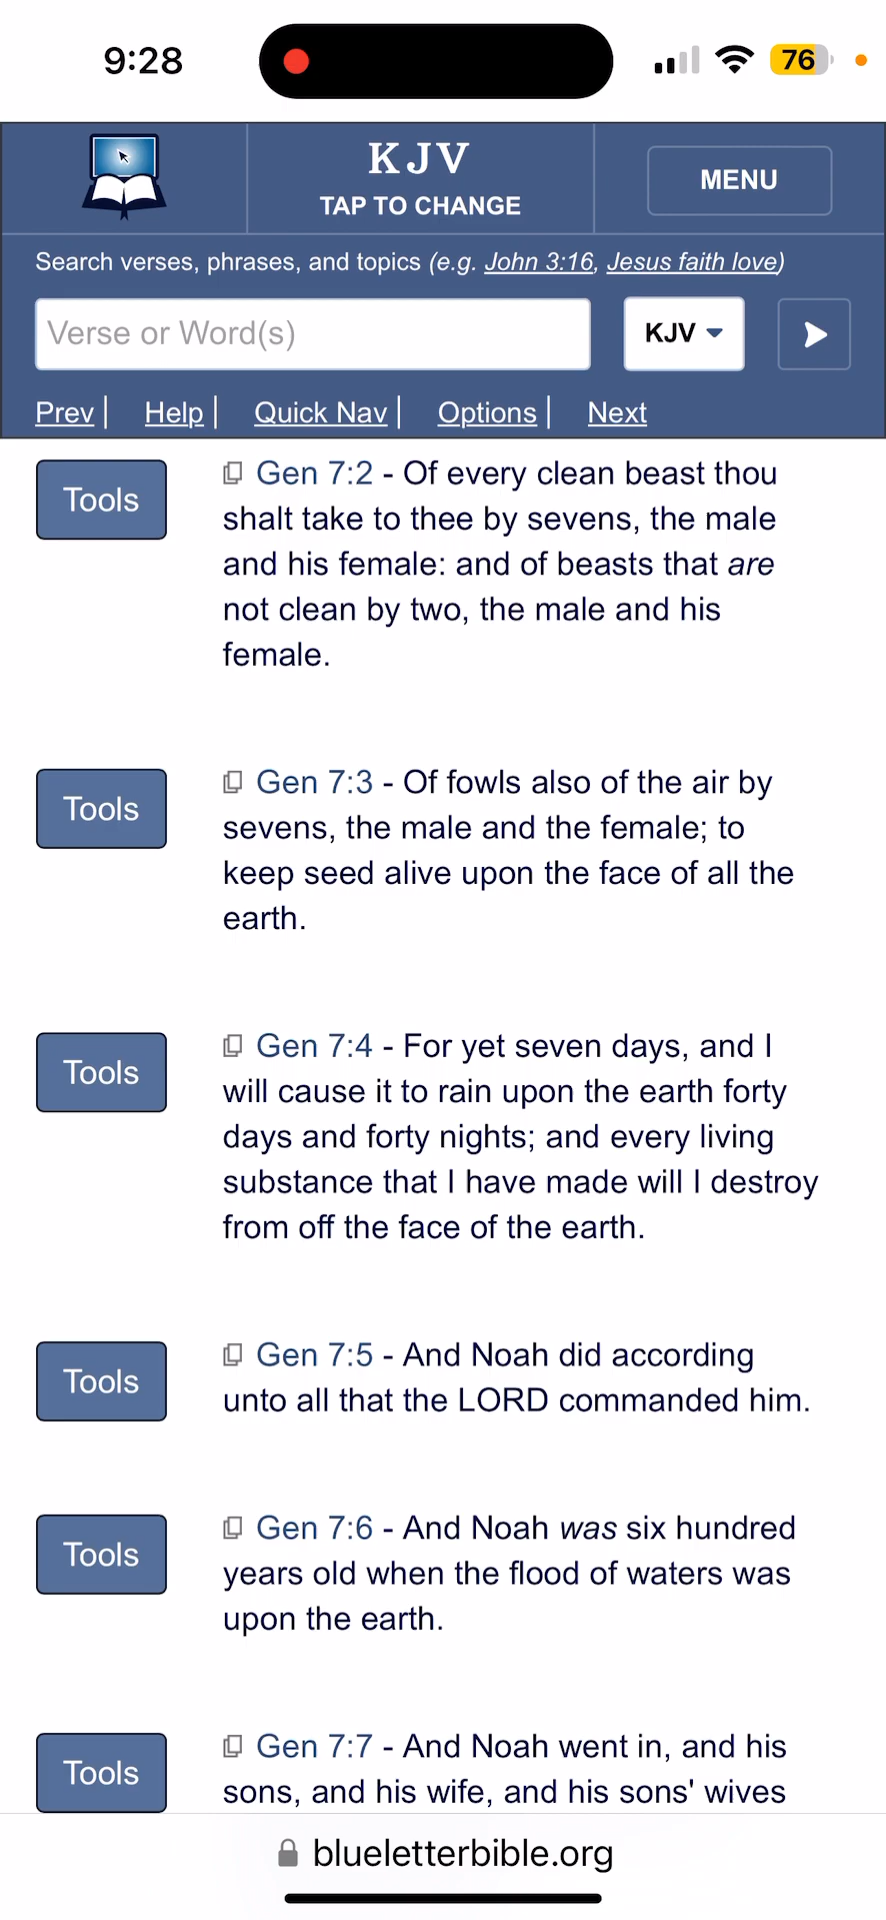 9:28
76
KJV
TAP TO CHANGE
MENU
Search verses, phrases, and topics (e.g. John 3:16, Jesus faith love)
Verse or Word(s)
KJV
Prev | Help | Quick Nav | Options | Next
Tools
Gen 7:2 - Of every clean beast thou
shalt take to thee by sevens, the male
and his female: and of beasts that are
not clean by two, the male and his
female.
Tools
Gen 7:3 - Of fowls also of the air by
sevens, the male and the female; to
keep seed alive upon the face of all the
earth.
Tools
Gen 7:4 - For yet seven days, and I
will cause it to rain upon the earth forty
days and forty nights; and every living
substance that I have made will I destroy
from off the face of the earth.
Tools
Gen 7:5 - And Noah did according
unto all that the LORD commanded him.
Tools
Gen 7:6 - And Noah was six hundred
years old when the flood of waters was
upon the earth.
Tools
Gen 7:7 - And Noah went in, and his
sons, and his wife, and his sons' wives
blueletterbible.org